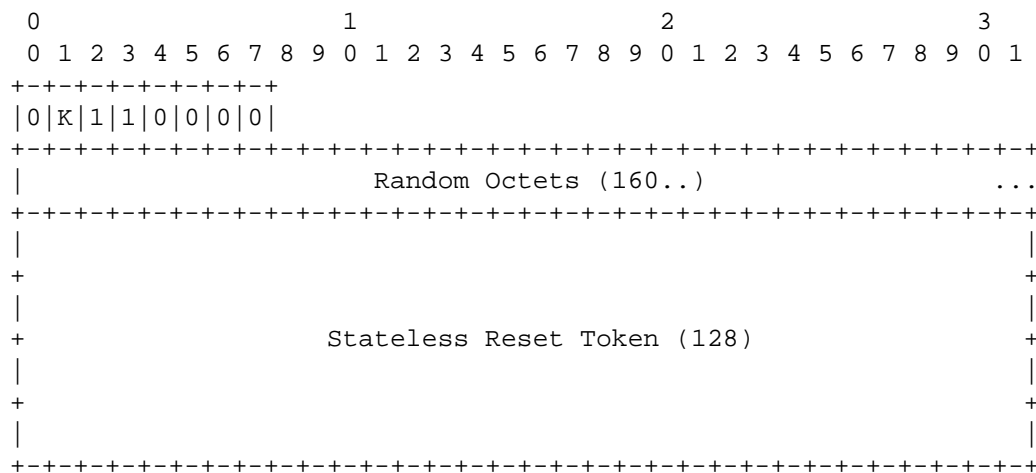 0                   1                   2                   3
 0 1 2 3 4 5 6 7 8 9 0 1 2 3 4 5 6 7 8 9 0 1 2 3 4 5 6 7 8 9 0 1
+-+-+-+-+-+-+-+-+
|0|K|1|1|0|0|0|0|
+-+-+-+-+-+-+-+-+-+-+-+-+-+-+-+-+-+-+-+-+-+-+-+-+-+-+-+-+-+-+-+-+
|                      Random Octets (160..)                  ...
+-+-+-+-+-+-+-+-+-+-+-+-+-+-+-+-+-+-+-+-+-+-+-+-+-+-+-+-+-+-+-+-+
|                                                               |
+                                                               +
|                                                               |
+                   Stateless Reset Token (128)                 +
|                                                               |
+                                                               +
|                                                               |
+-+-+-+-+-+-+-+-+-+-+-+-+-+-+-+-+-+-+-+-+-+-+-+-+-+-+-+-+-+-+-+-+